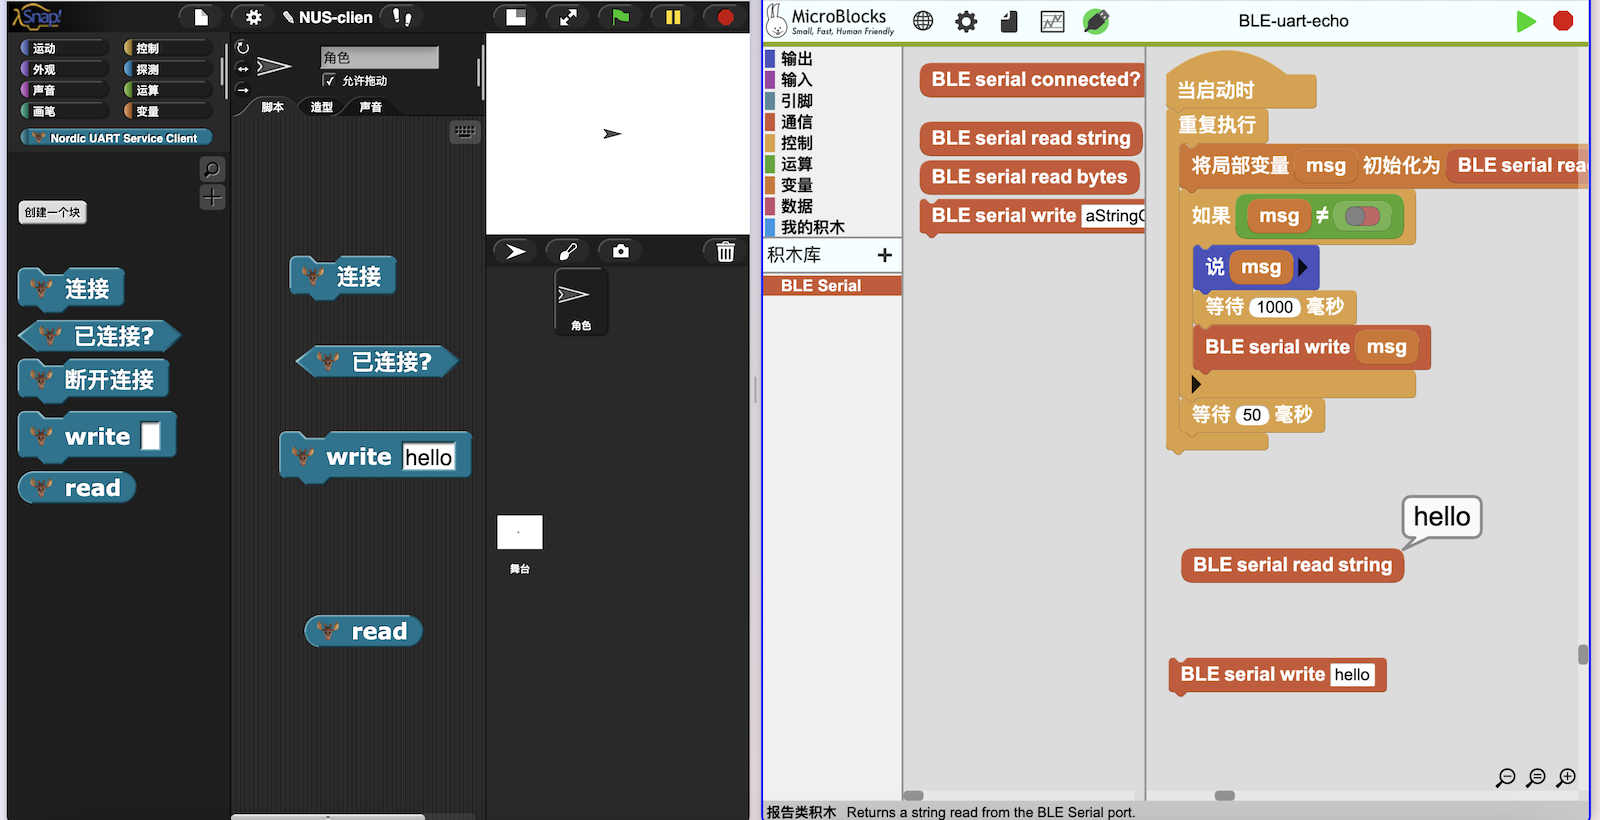 Snap!
NUS-clien
运动
控制
外观
探测
声音
运算
画笔
变量
Nordic UART Service Client
创建一个块
连接
已连接?
断开连接
write
read
角色
允许拖动
脚本
造型
声音
连接
已连接?
write hello
read
角色
舞台
MicroBlocks
Small, Fast, Human Friendly
BLE-uart-echo
输出
输入
引脚
通信
控制
运算
变量
数据
我的积木
积木库 +
BLE Serial
BLE serial connected?
BLE serial read string
BLE serial read bytes
BLE serial write aString
当启动时
重复执行
将局部变量 msg 初始化为 BLE serial rea
如果 msg ≠
说 msg
等待 1000 毫秒
BLE serial write msg
等待 50 毫秒
hello
BLE serial read string
BLE serial write hello
报告类积木 Returns a string read from the BLE Serial port.